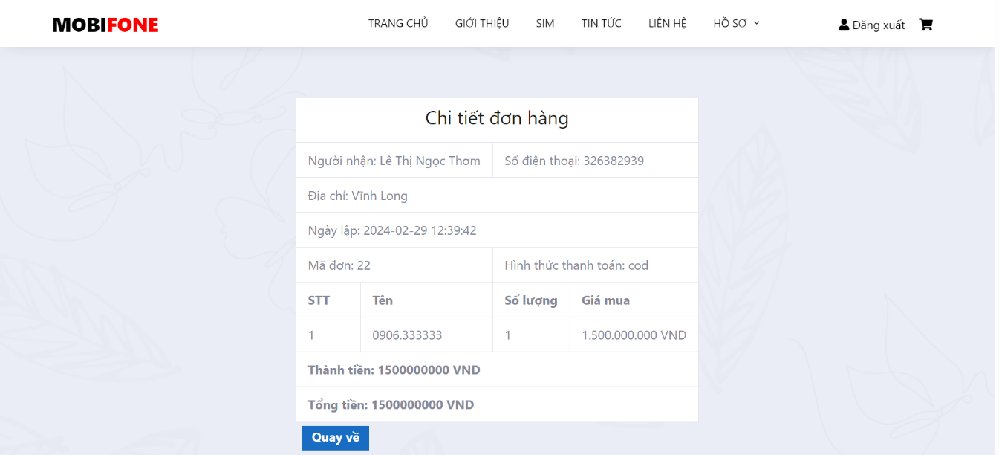 MOBIFONE TRANG CHỦ GIỚI THIỆU SIM TIN TỨC LIÊN HỆ HỒ SƠ Đăng xuất
Chi tiết đơn hàng
Người nhận: Lê Thị Ngọc Thơm Số điện thoại: 326382939
Địa chỉ: Vĩnh Long
Ngày lập: 2024-02-29 12:39:42
Mã đơn: 22 Hình thức thanh toán: cod
STT Tên Số lượng Giá mua
1 0906.333333 1 1.500.000.000 VND
Thành tiền: 1500000000 VND
Tổng tiền: 1500000000 VND
Quay về